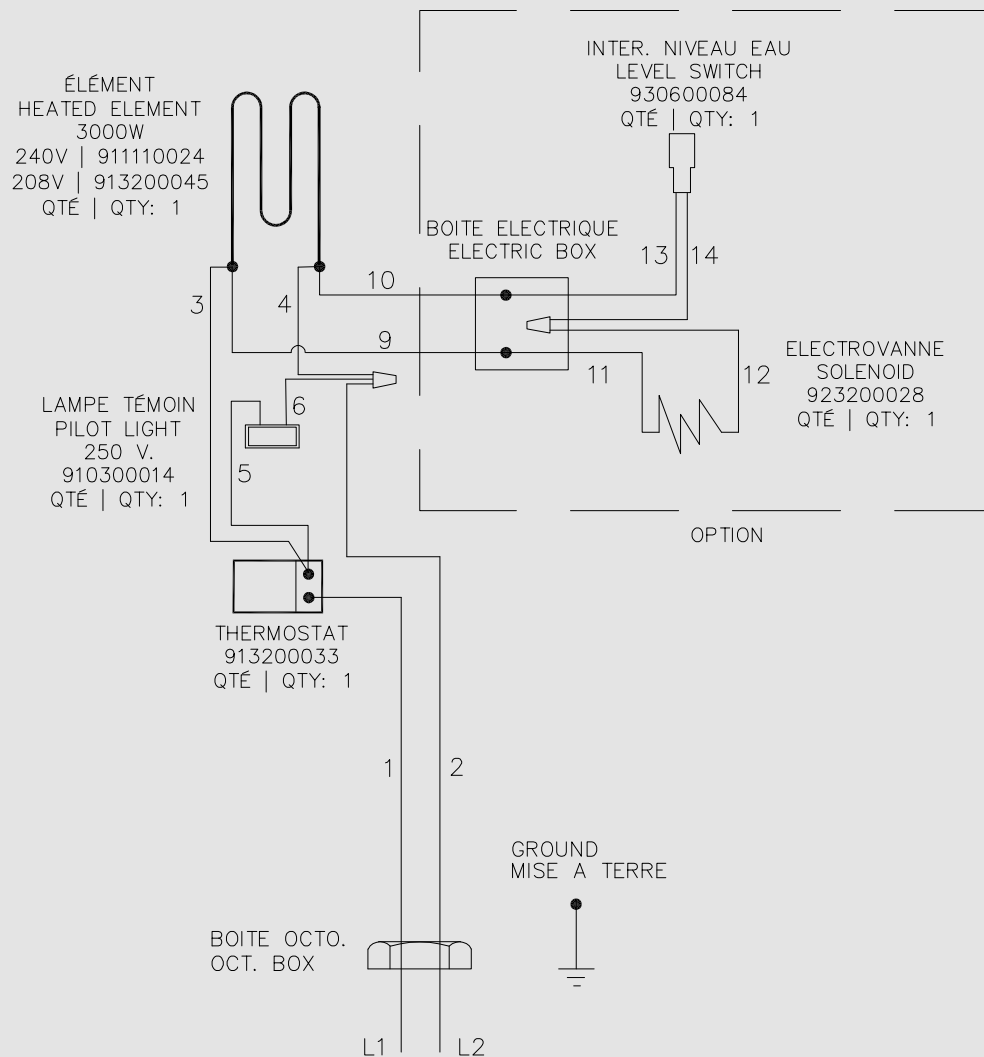 INTER. NIVEAU EAU
LEVEL SWITCH
930600084
QTÉ | QTY: 1
ÉLÉMENT
HEATED ELEMENT
3000W
240V | 911110024
208V | 913200045
QTÉ | QTY: 1
BOITE ELECTRIQUE
ELECTRIC BOX
13
14
3
4
10
9
11
12
ELECTROVANNE
SOLENOID
923200028
QTÉ | QTY: 1
LAMPE TÉMOIN
PILOT LIGHT
250 V.
910300014
QTÉ | QTY: 1
6
5
OPTION
THERMOSTAT
913200033
QTÉ | QTY: 1
1
2
GROUND
MISE A TERRE
BOITE OCTO.
OCT. BOX
L1
L2